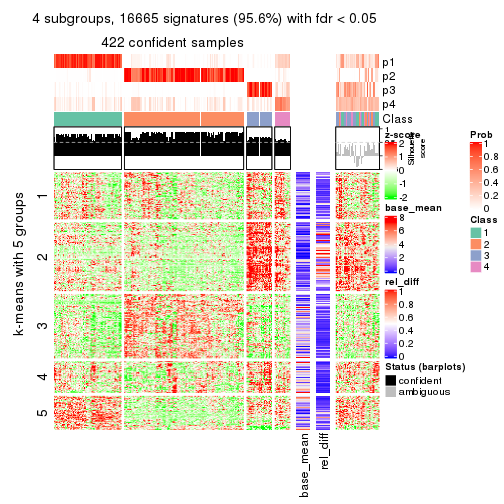 4 subgroups, 16665 signatures (95.6%) with fdr < 0.05
422 confident samples
p1
p2
p3
p4
Class
1
0
Silhouette
score
k-means with 5 groups
1
2
3
4
5
base_mean
rel_diff
z-score
2
1
0
-1
-2
base_mean
8
6
4
2
0
rel_diff
1
0.8
0.6
0.4
0.2
0
Status (barplots)
confident
ambiguous
Prob
1
0.8
0.6
0.4
0.2
0
Class
1
2
3
4